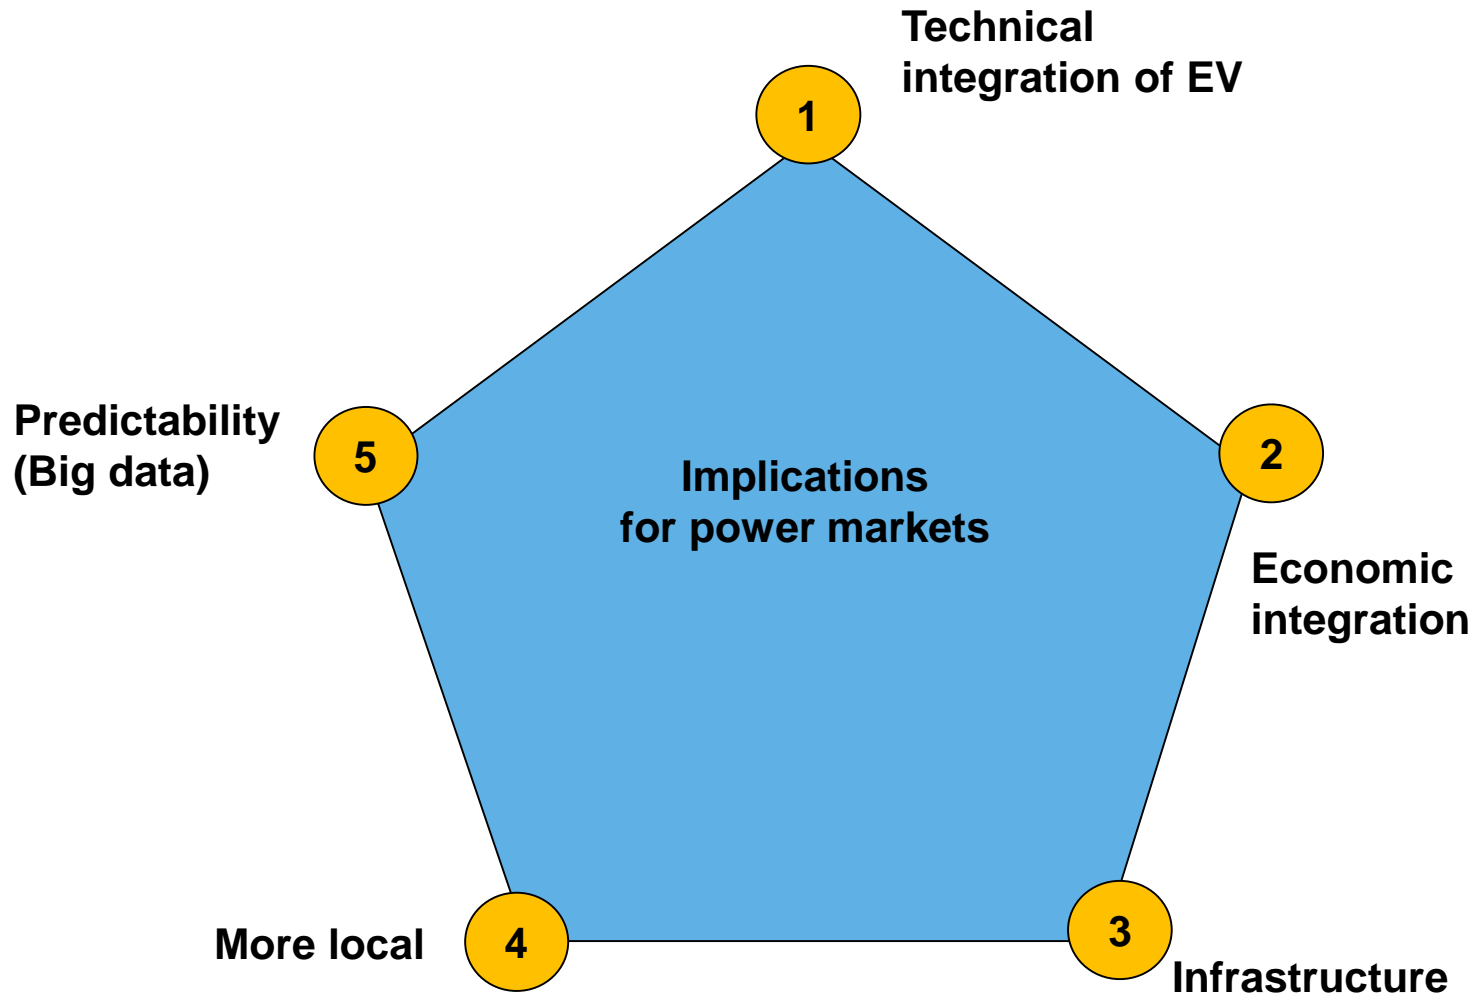 Technical
integration of EV
1
Predictability
(Big data)
5
2
Implications
for power markets
Economic
integration
More local
4
3
Infrastructure